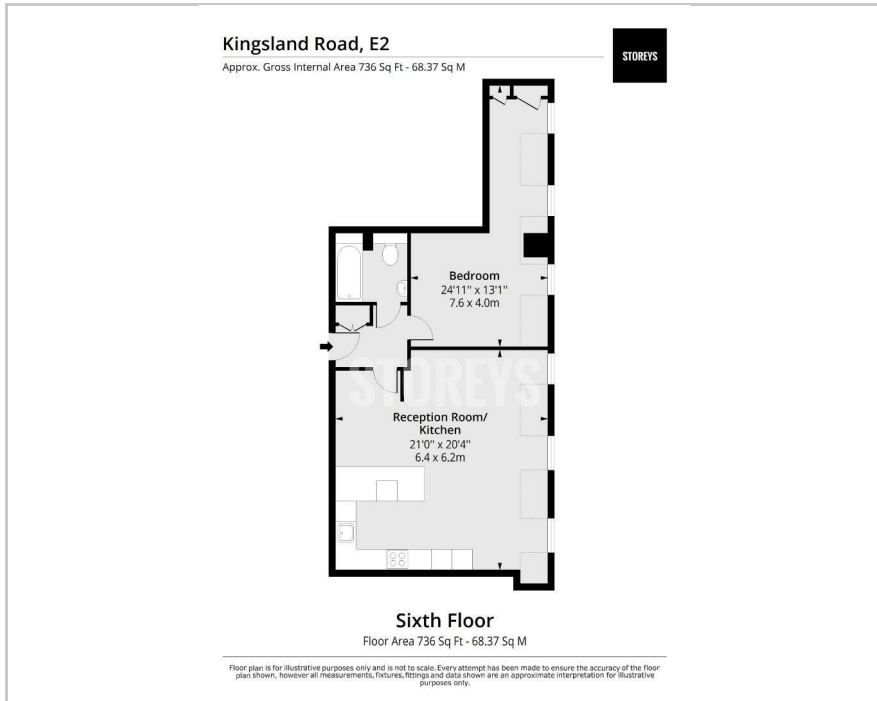 Kingsland Road, E2
STOREYS
Approx. Gross Internal Area 736 Sq Ft - 68.37 Sq M
Bedroom
24'11'' x 13'1''
7.6 x 4.0m
STOREYS
Reception Room/
Kitchen
21'0'' x 20'4''
6.4 x 6.2m
Sixth Floor
Floor Area 736 Sq Ft - 68.37 Sq M
Floor plan is for illustrative purposes only and is not to scale. Every attempt has been made to ensure the accuracy of the floor
plan shown, however all measurements, fixtures, fittings and data shown are an approximate interpretation for illustrative
purposes only.